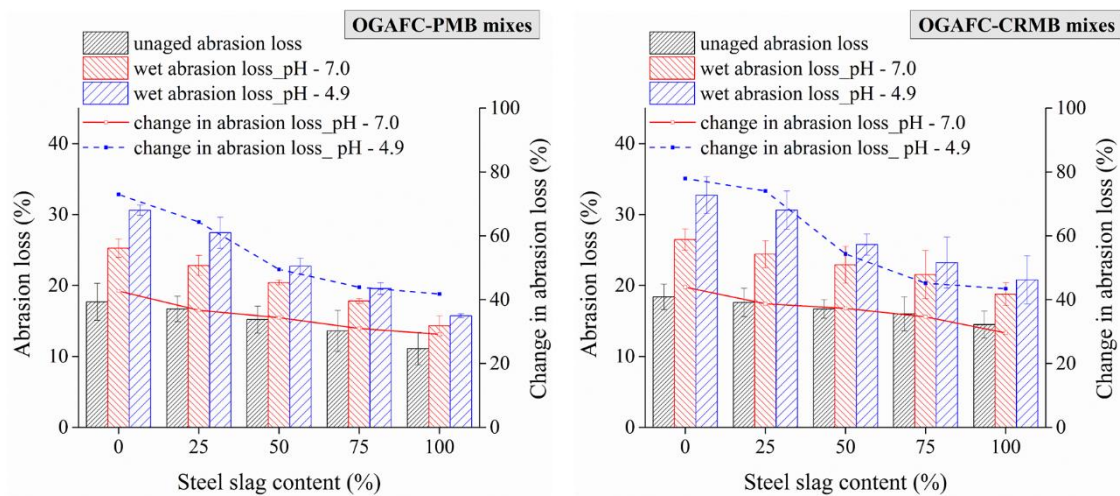 OGAFC-PMB mixes
unaged abrasion loss
wet abrasion loss_pH - 7.0
wet abrasion loss_pH - 4.9
change in abrasion loss_pH - 7.0
change in abrasion loss_ pH - 4.9
Abrasion loss (%)
40
30
20
10
0
100
80
60
40
20
0
Change in abrasion loss (%)
0 25 50 75 100
Steel slag content (%)
OGAFC-CRMB mixes
unaged abrasion loss
wet abrasion loss_pH - 7.0
wet abrasion loss_pH - 4.9
change in abrasion loss_pH - 7.0
change in abrasion loss_ pH - 4.9
Abrasion loss (%)
40
30
20
10
0
100
80
60
40
20
0
Change in abrasion loss (%)
0 25 50 75 100
Steel slag content (%)